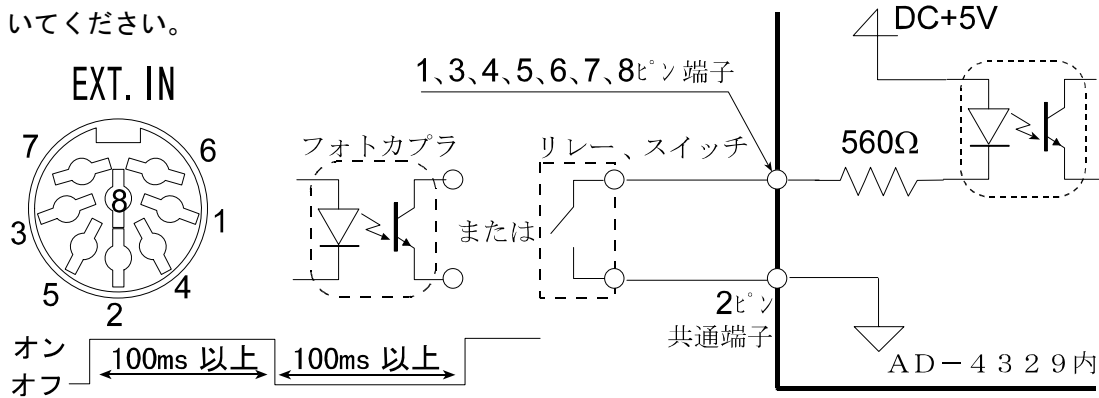 いてください。
EXT. IN
7
6
8
3
1
5
4
2
フォトカプラ
または
リレー、スイッチ
1、3、4、5、6、7、8ピン端子
DC+5V
560Ω
2ピン
共通端子
AD－4329内
オン
オフ
100ms 以上
100ms 以上